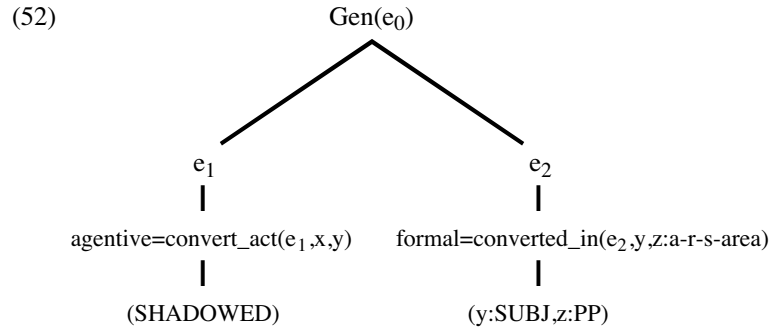 (52) Gen(e0)
e1 e2
agentive=convert_act(e1,x,y) formal=converted_in(e2,y,z:a-r-s-area)
(SHADOWED) (y:SUBJ,z:PP)